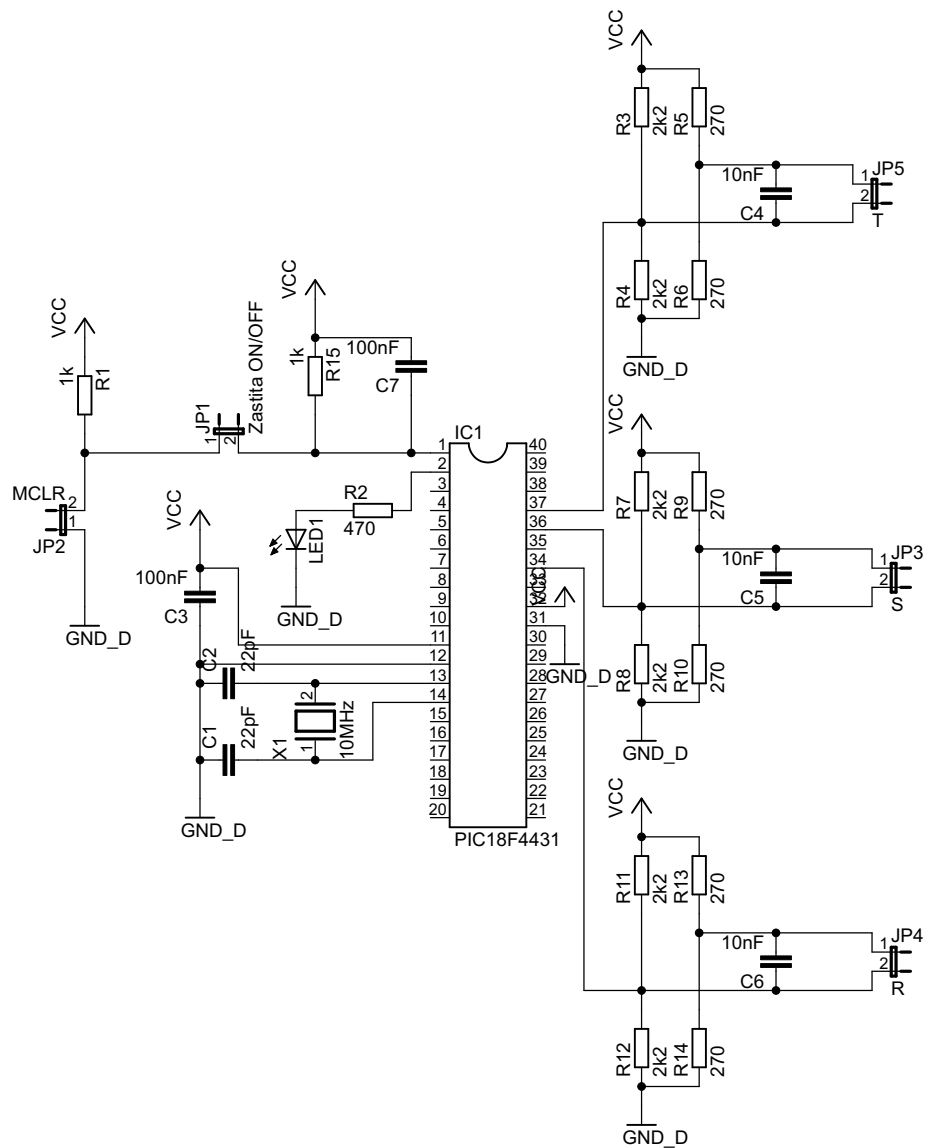 VCC
R3
2k2
R5
270
10nF
C4
JP5
1
2
T
R4
2k2
R6
270
GND_D
VCC
1k
R1
JP1
1
2
Zastita ON/OFF
VCC
1k
R15
100nF
C7
MCLR
2
1
JP2
GND_D
VCC
100nF
C3
R2
470
LED1
GND_D
C2
22pF
C1
22pF
X1
2
1
10MHz
GND_D
IC1
1
2
3
4
5
6
7
8
9
10
11
12
13
14
15
16
17
18
19
20
40
39
38
37
36
35
34
33
32
31
30
29
28
27
26
25
24
23
22
21
PIC18F4431
VCC
GND_D
VCC
R7
2k2
R9
270
10nF
C5
JP3
1
2
S
R8
2k2
R10
270
GND_D
VCC
R11
2k2
R13
270
10nF
C6
JP4
1
2
R
R12
2k2
R14
270
GND_D